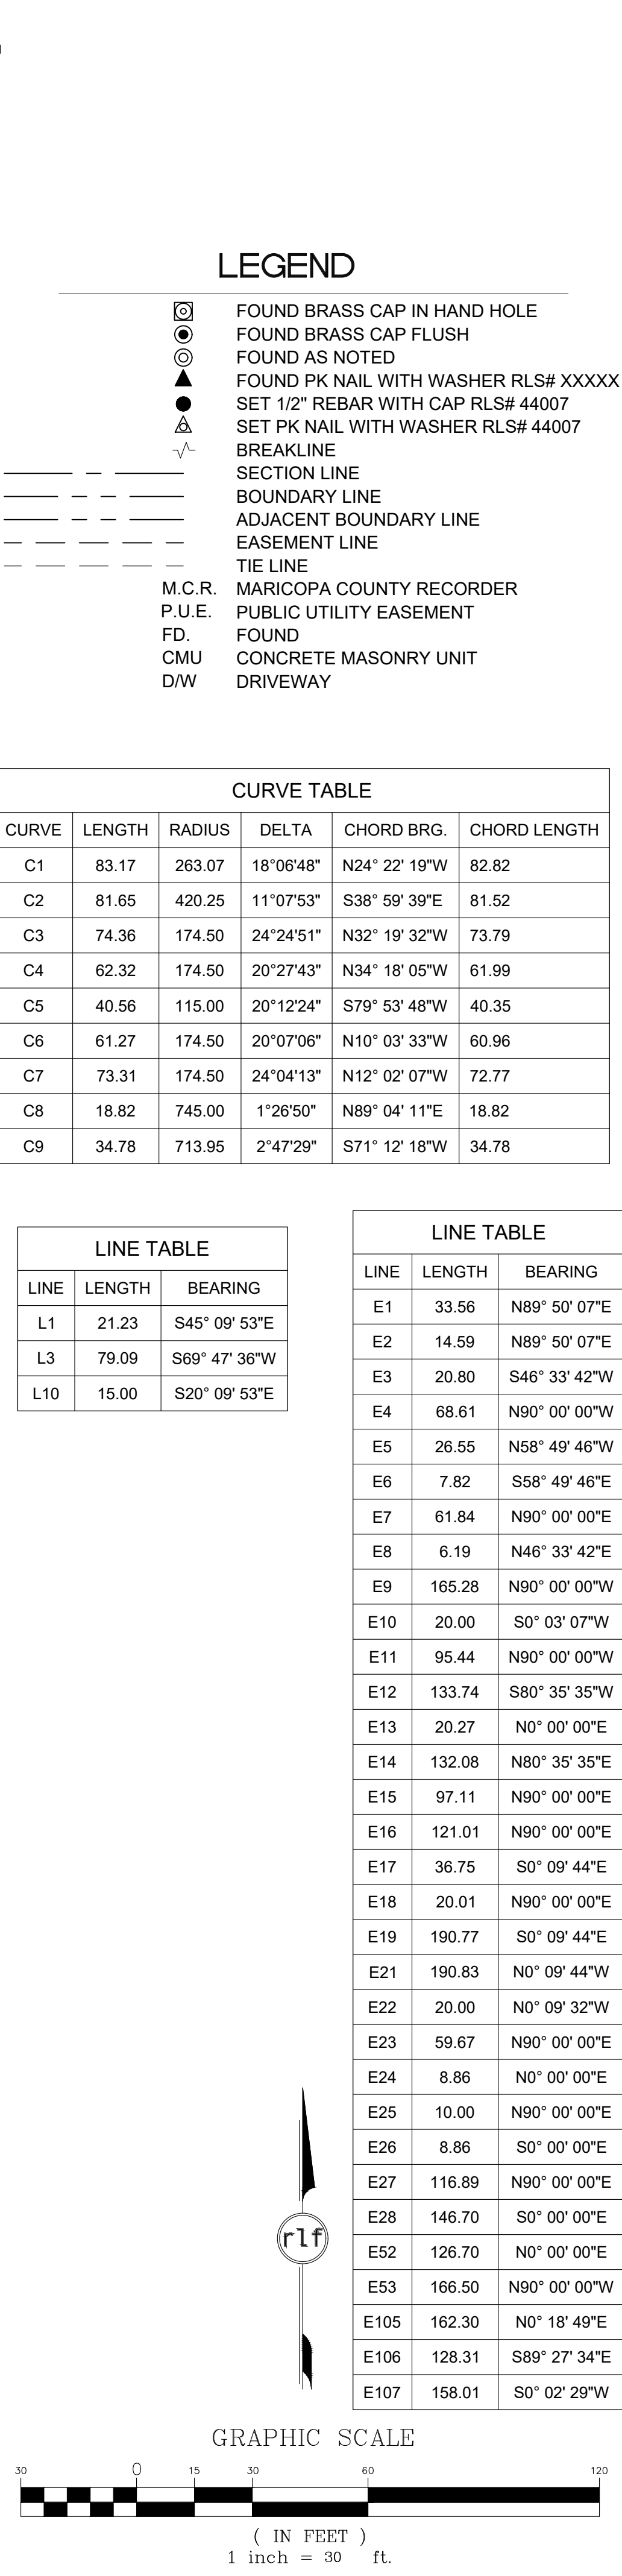 LEGEND
FOUND BRASS CAP IN HAND HOLE
FOUND BRASS CAP FLUSH
FOUND AS NOTED
FOUND PK NAIL WITH WASHER RLS# XXXXX
SET 1/2" REBAR WITH CAP RLS# 44007
SET PK NAIL WITH WASHER RLS# 44007
BREAKLINE
SECTION LINE
BOUNDARY LINE
ADJACENT BOUNDARY LINE
EASEMENT LINE
TIE LINE
M.C.R. MARICOPA COUNTY RECORDER
P.U.E. PUBLIC UTILITY EASEMENT
FD. FOUND
CMU CONCRETE MASONRY UNIT
D/W DRIVEWAY
CURVE TABLE
CURVE LENGTH RADIUS DELTA CHORD BRG. CHORD LENGTH
C1 83.17 263.07 18°06'48" N24° 22' 19"W 82.82
C2 81.65 420.25 11°07'53" S38° 59' 39"E 81.52
C3 74.36 174.50 24°24'51" N32° 19' 32"W 73.79
C4 62.32 174.50 20°27'43" N34° 18' 05"W 61.99
C5 40.56 115.00 20°12'24" S79° 53' 48"W 40.35
C6 61.27 174.50 20°07'06" N10° 03' 33"W 60.96
C7 73.31 174.50 24°04'13" N12° 02' 07"W 72.77
C8 18.82 745.00 1°26'50" N89° 04' 11"E 18.82
C9 34.78 713.95 2°47'29" S71° 12' 18"W 34.78
LINE TABLE
LINE LENGTH BEARING
L1 21.23 S45° 09' 53"E
L3 79.09 S69° 47' 36"W
L10 15.00 S20° 09' 53"E
LINE TABLE
LINE LENGTH BEARING
E1 33.56 N89° 50' 07"E
E2 14.59 N89° 50' 07"E
E3 20.80 S46° 33' 42"W
E4 68.61 N90° 00' 00"W
E5 26.55 N58° 49' 46"W
E6 7.82 S58° 49' 46"E
E7 61.84 N90° 00' 00"E
E8 6.19 N46° 33' 42"E
E9 165.28 N90° 00' 00"W
E10 20.00 S0° 03' 07"W
E11 95.44 N90° 00' 00"W
E12 133.74 S80° 35' 35"W
E13 20.27 N0° 00' 00"E
E14 132.08 N80° 35' 35"E
E15 97.11 N90° 00' 00"E
E16 121.01 N90° 00' 00"E
E17 36.75 S0° 09' 44"E
E18 20.01 N90° 00' 00"E
E19 190.77 S0° 09' 44"E
E21 190.83 N0° 09' 44"W
E22 20.00 N0° 09' 32"W
E23 59.67 N90° 00' 00"E
E24 8.86 N0° 00' 00"E
E25 10.00 N90° 00' 00"E
E26 8.86 S0° 00' 00"E
E27 116.89 N90° 00' 00"E
E28 146.70 S0° 00' 00"E
E52 126.70 N0° 00' 00"E
E53 166.50 N90° 00' 00"W
E105 162.30 N0° 18' 49"E
E106 128.31 S89° 27' 34"E
E107 158.01 S0° 02' 29"W
rlf
GRAPHIC SCALE
30 0 15 30 60 120
( IN FEET )
1 inch = 30 ft.